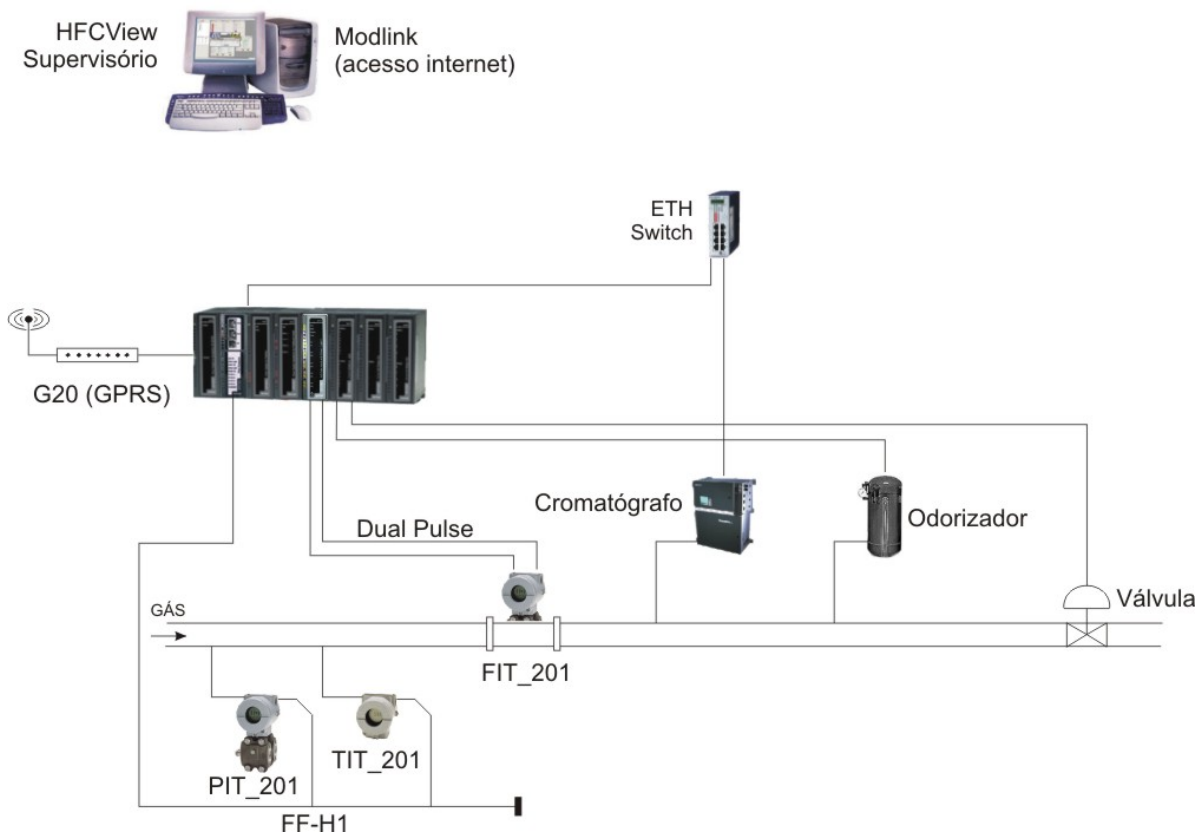 HFCView
Supervisório
Modlink
(acesso internet)
ETH
Switch
G20 (GPRS)
Cromatógrafo
Odorizador
Dual Pulse
GÁS
Válvula
FIT_201
PIT_201
TIT_201
FF-H1